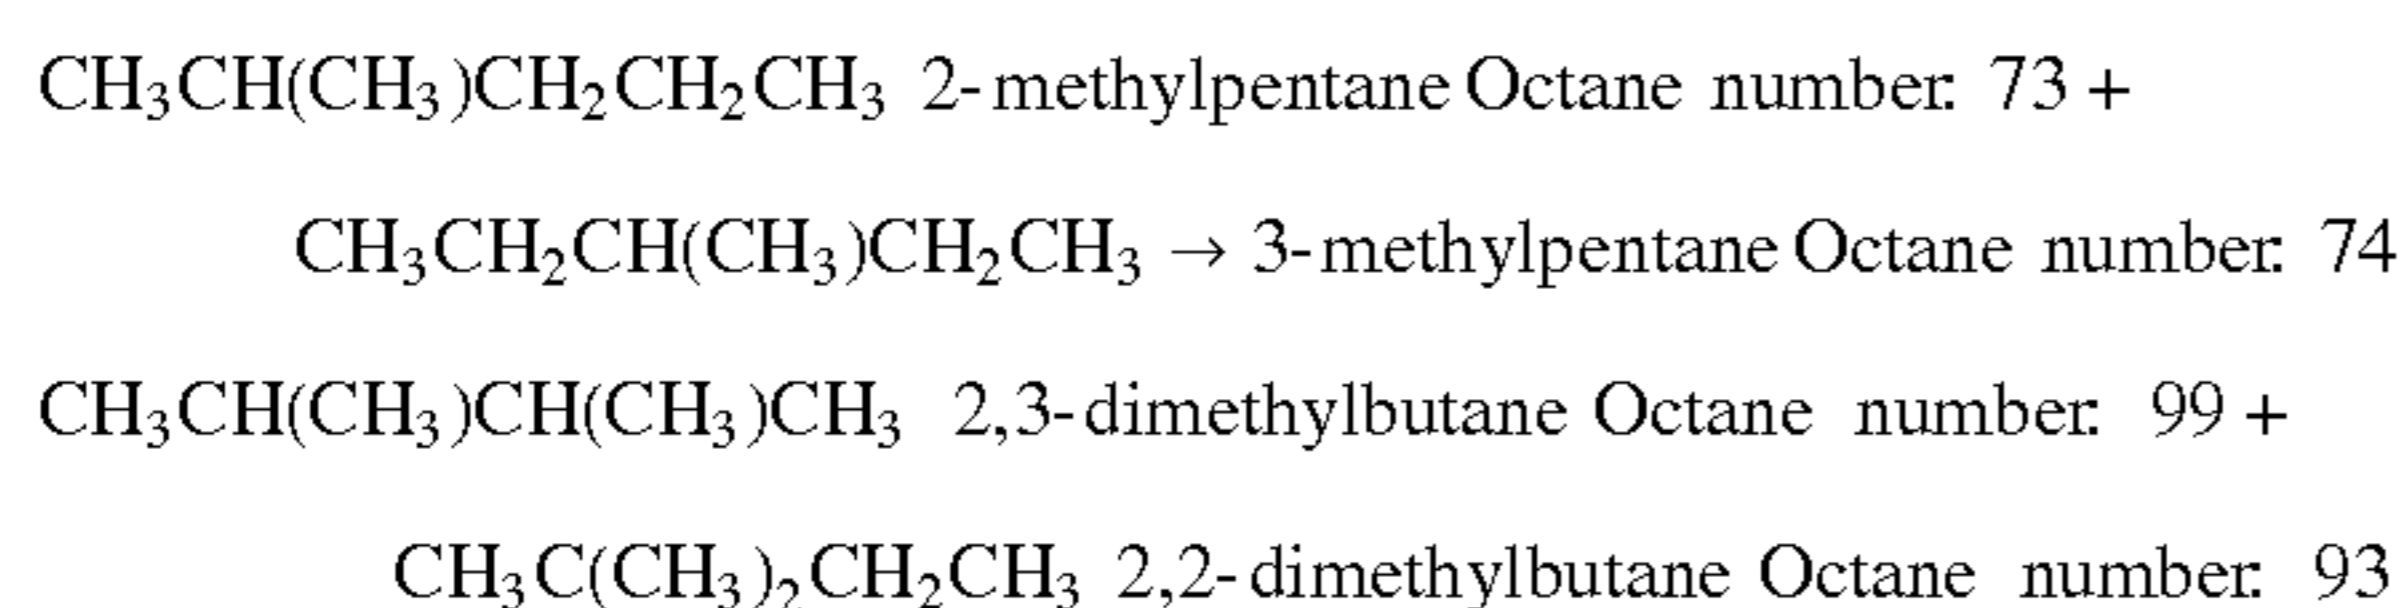 CH₃CH(CH₃)CH₂CH₂CH₃ 2-methylpentane Octane number: 73 +
CH₃CH₂CH(CH₃)CH₂CH₃ → 3-methylpentane Octane number: 74
CH₃CH(CH₃)CH(CH₃)CH₃ 2,3-dimethylbutane Octane number: 99 +
CH₃C(CH₃)₂CH₂CH₃ 2,2-dimethylbutane Octane number: 93